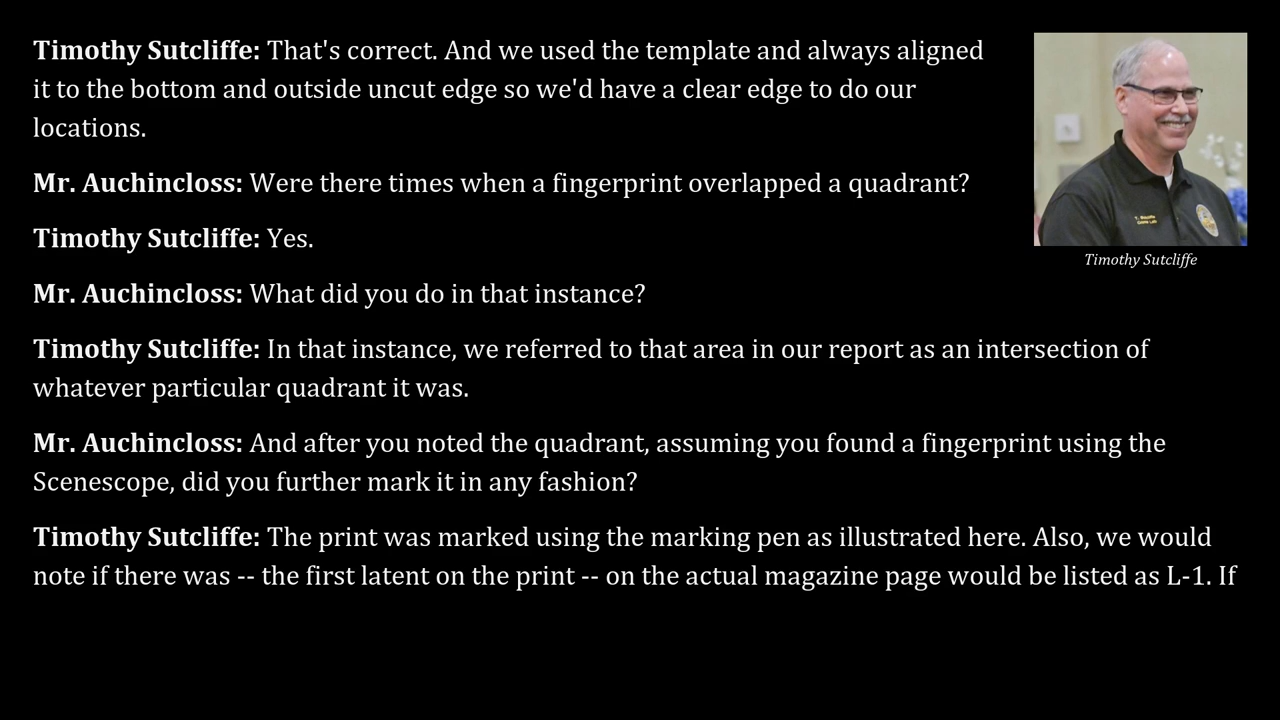 Timothy Sutcliffe: That's correct. And we used the template and always aligned
it to the bottom and outside uncut edge so we'd have a clear edge to do our
locations.
Mr. Auchincloss: Were there times when a fingerprint overlapped a quadrant?
Timothy Sutcliffe: Yes.
Timothy Sutcliffe
Mr. Auchincloss: What did you do in that instance?
Timothy Sutcliffe: In that instance, we referred to that area in our report as an intersection of
whatever particular quadrant it was.
Mr. Auchincloss: And after you noted the quadrant, assuming you found a fingerprint using the
Scenescope, did you further mark it in any fashion?
Timothy Sutcliffe: The print was marked using the marking pen as illustrated here. Also, we would
note if there was -- the first latent on the print -- on the actual magazine page would be listed as L-1. If